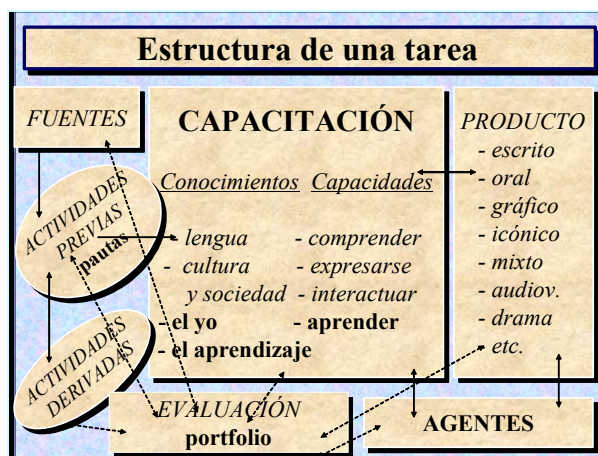 Estructura de una tarea
FUENTES
ACTIVIDADES
PREVIAS
pautas
ACTIVIDADES
DERIVADAS
CAPACITACIÓN
Conocimientos Capacidades
- lengua - comprender
- cultura - expresarse
y sociedad - interactuar
- el yo - aprender
- el aprendizaje
PRODUCTO
- escrito
- oral
- gráfico
- icónico
- mixto
- audiov.
- drama
- etc.
EVALUACIÓN
portfolio
AGENTES